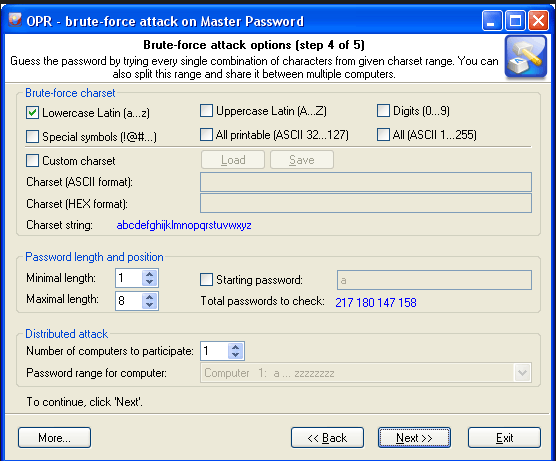 OPR - brute-force attack on Master Password
Brute-force attack options (step 4 of 5)
Guess the password by trying every single combination of characters from given charset range. You can
also split this range and share it between multiple computers.
Brute-force charset
Lowercase Latin (a...z)
Uppercase Latin (A...Z)
Digits (0...9)
Special symbols (!@#...)
All printable (ASCII 32...127)
All (ASCII 1...255)
Custom charset
Load
Save
Charset (ASCII format):
Charset (HEX format):
Charset string: abcdefghijklmnopqrstuvwxyz
Password length and position
Minimal length: 1
Starting password: a
Maximal length: 8
Total passwords to check: 217 180 147 158
Distributed attack
Number of computers to participate: 1
Password range for computer: Computer 1: a ... zzzzzzzz
To continue, click 'Next'.
More...
<< Back
Next >>
Exit